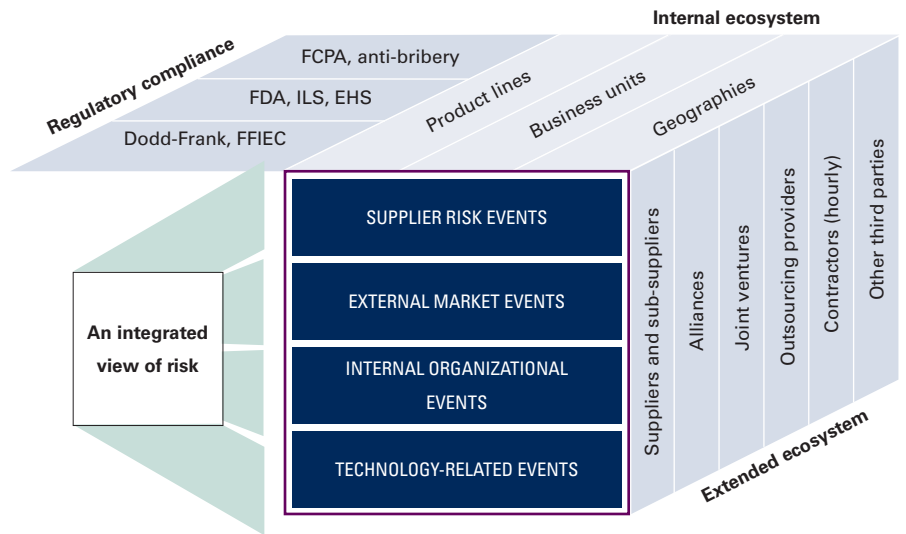 Internal ecosystem
Regulatory compliance
FCPA, anti-bribery
FDA, ILS, EHS
Dodd-Frank, FFIEC
Product lines
Business units
Geographies
An integrated
view of risk
SUPPLIER RISK EVENTS
EXTERNAL MARKET EVENTS
INTERNAL ORGANIZATIONAL
EVENTS
TECHNOLOGY-RELATED EVENTS
Suppliers and sub-suppliers
Alliances
Joint ventures
Outsourcing providers
Contractors (hourly)
Other third parties
Extended ecosystem